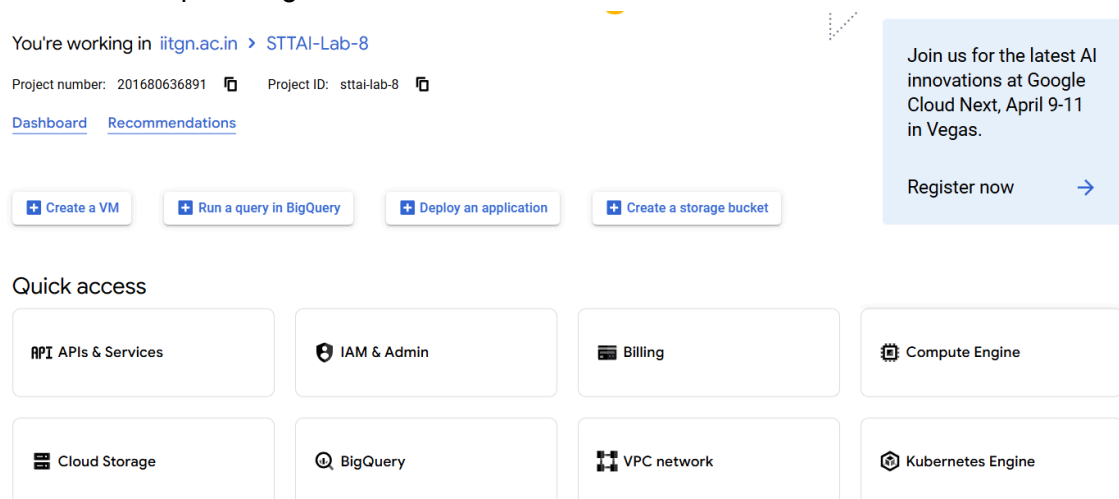 You're working in iitgn.ac.in > STTAI-Lab-8
Project number: 201680636891 Project ID: sttai-lab-8
Dashboard Recommendations
Create a VM
Run a query in BigQuery
Deploy an application
Create a storage bucket
Join us for the latest AI
innovations at Google
Cloud Next, April 9-11
in Vegas.
Register now
Quick access
API APIs & Services
IAM & Admin
Billing
Compute Engine
Cloud Storage
BigQuery
VPC network
Kubernetes Engine